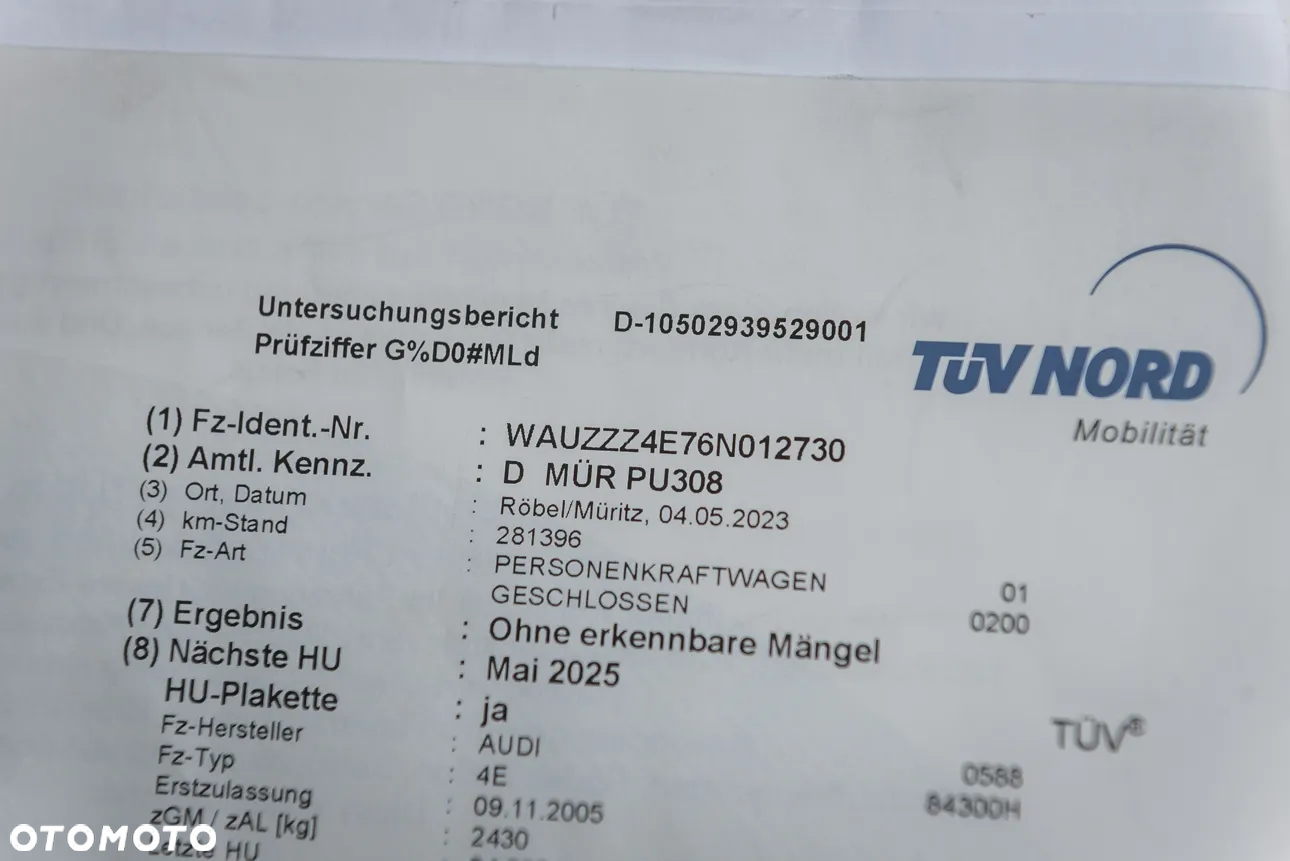 Untersuchungsbericht D-10502939529001
Prüfziffer G%D0#MLd
TÜV NORD
Mobilität
(1) Fz-Ident.-Nr. : WAUZZZ4E76N012730
(2) Amtl. Kennz. : D MÜR PU308
(3) Ort, Datum : Röbel/Müritz, 04.05.2023
(4) km-Stand : 281396
(5) Fz-Art : PERSONENKRAFTWAGEN 01
GESCHLOSSEN 0200
(7) Ergebnis : Ohne erkennbare Mängel
(8) Nächste HU : Mai 2025
HU-Plakette : ja
TÜV®
Fz-Hersteller : AUDI 0588
Fz-Typ : 4E 84300H
Erstzulassung : 09.11.2005
zGM / zAL [kg] : 2430
Letzte HU
OTOMOTO